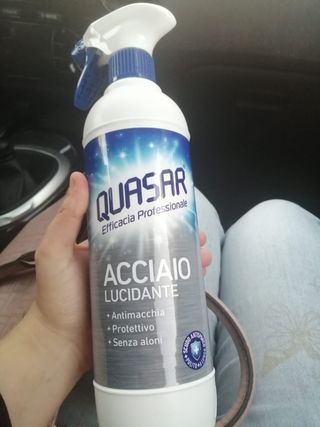 QUASAR
Efficacia Professionale
ACCIAIO
LUCIDANTE
+ Antimacchia
+ Protettivo
+ Senza aloni